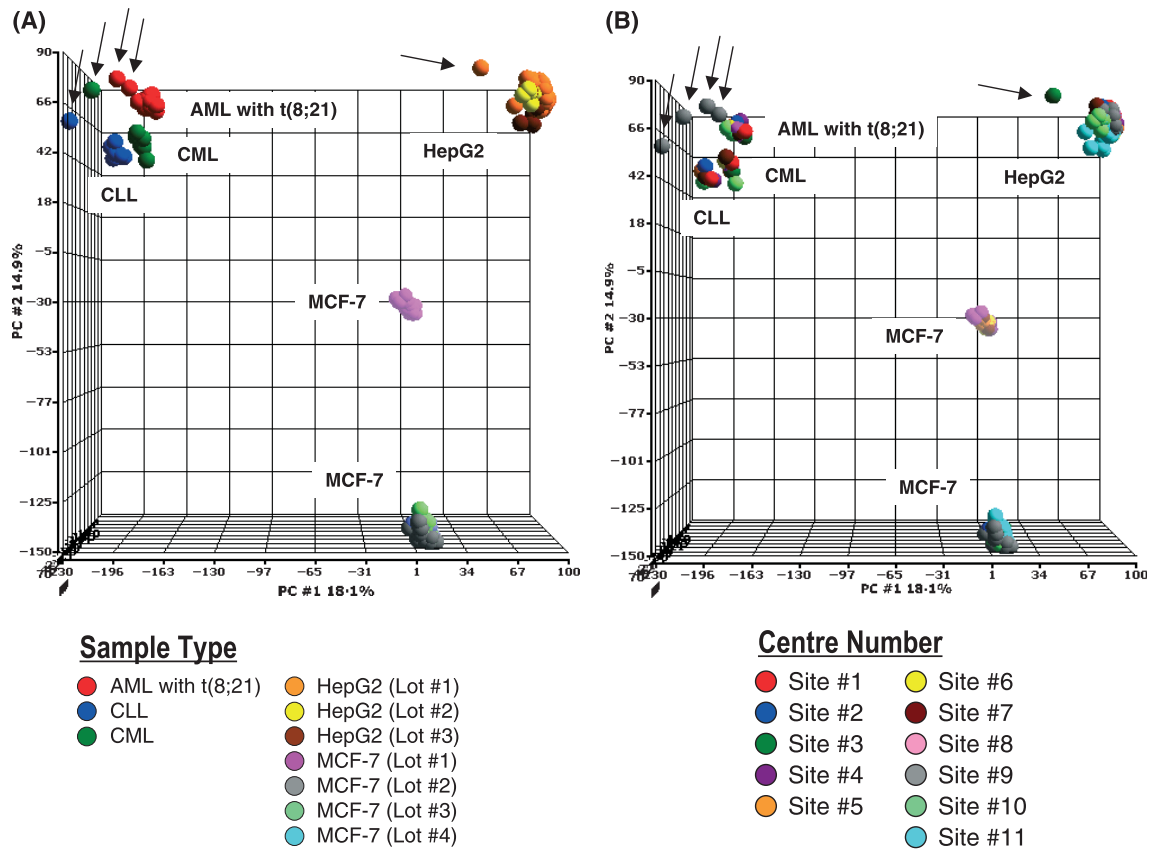 (A)
90
66
42
18
−5
−30
−53
−77
−101
−125
−150
PC #2 14.9%
AML with t(8;21)
CML
CLL
HepG2
MCF-7
MCF-7
−230 −196 −163 −130 −97 −65 −31 1 34 67 100
PC #1 18·1%
Sample Type
AML with t(8;21)
CLL
CML
HepG2 (Lot #1)
HepG2 (Lot #2)
HepG2 (Lot #3)
MCF-7 (Lot #1)
MCF-7 (Lot #2)
MCF-7 (Lot #3)
MCF-7 (Lot #4)
(B)
90
66
42
18
−5
−30
−53
−77
−101
−125
−150
PC #2 14.9%
AML with t(8;21)
CML
CLL
HepG2
MCF-7
MCF-7
−230 −196 −163 −130 −97 −65 −31 1 34 67 100
PC #1 18·1%
Centre Number
Site #1
Site #2
Site #3
Site #4
Site #5
Site #6
Site #7
Site #8
Site #9
Site #10
Site #11